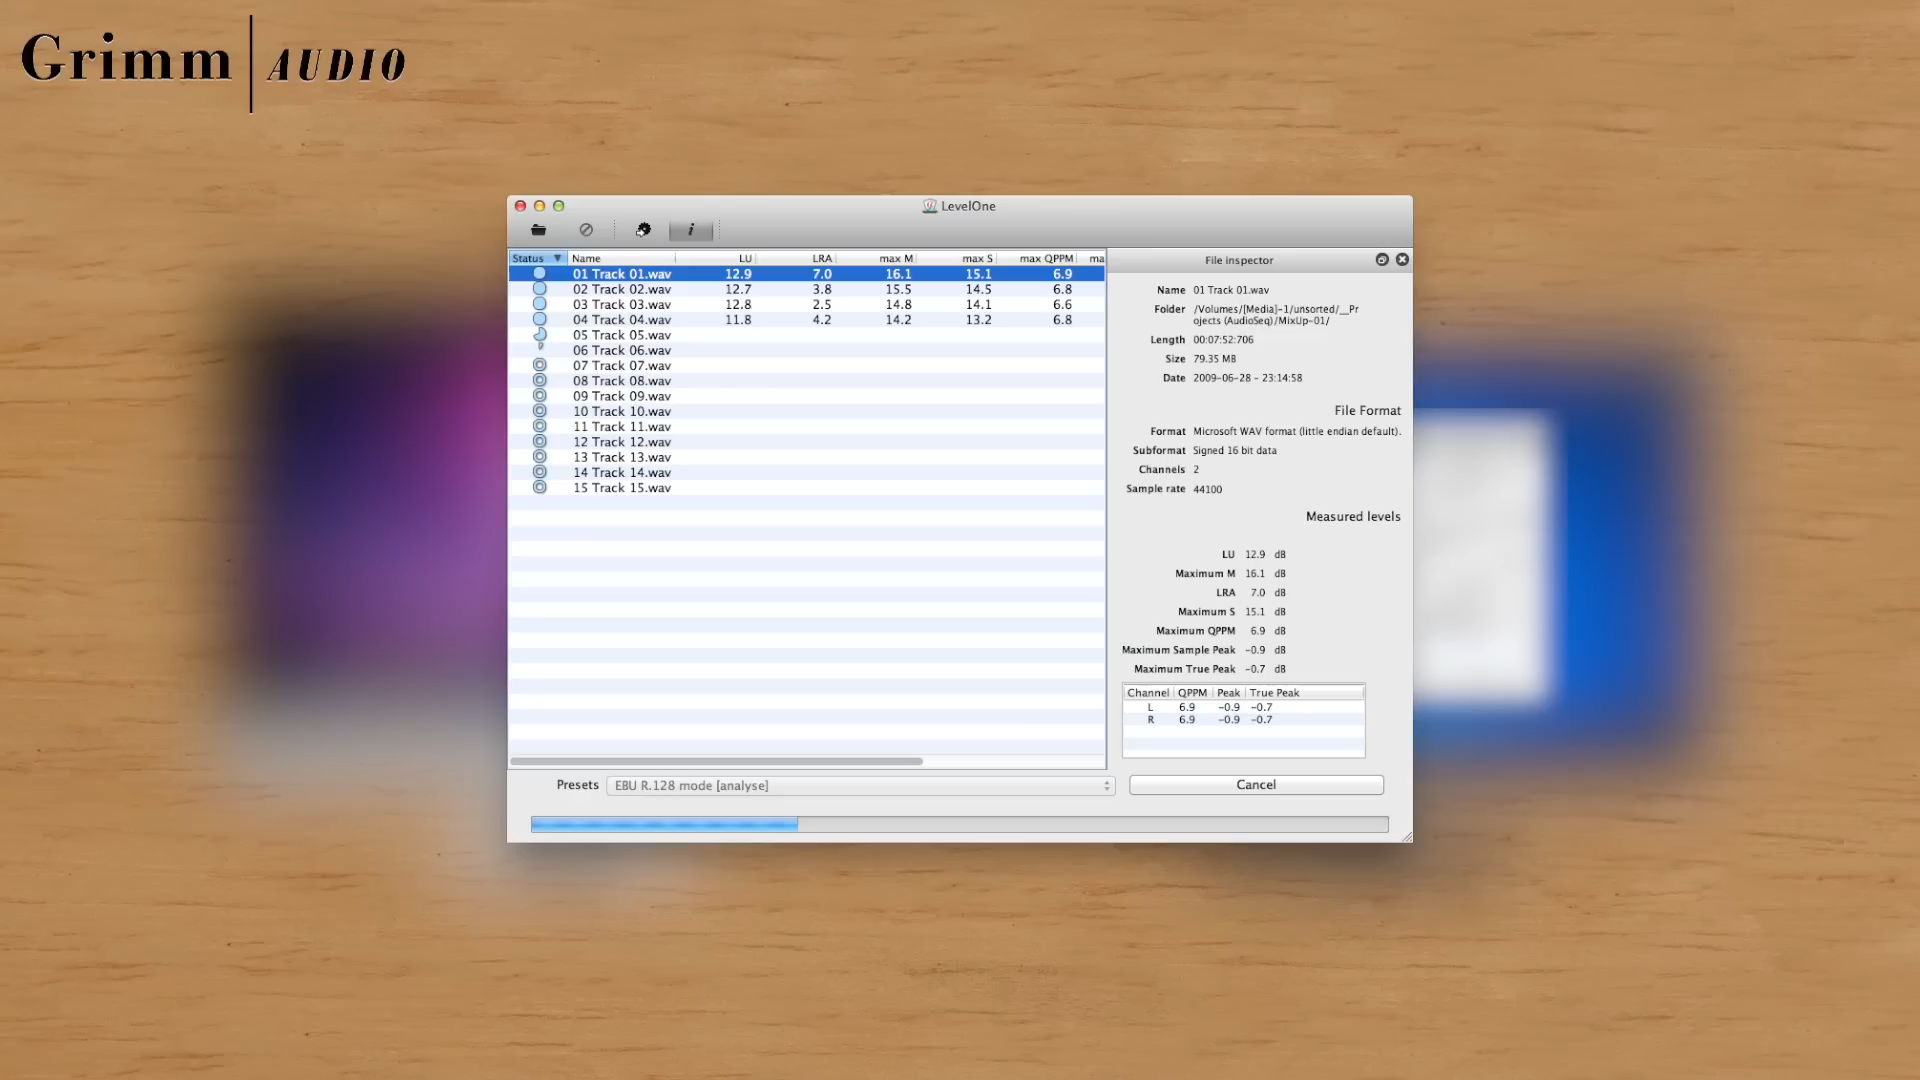 Grimm AUDIO
LevelOne
Status Name LU LRA max M max S max QPPM ma
01 Track 01.wav 12.9 7.0 16.1 15.1 6.9
02 Track 02.wav 12.7 3.8 15.5 14.5 6.8
03 Track 03.wav 12.8 2.5 14.8 14.1 6.6
04 Track 04.wav 11.8 4.2 14.2 13.2 6.8
05 Track 05.wav
06 Track 06.wav
07 Track 07.wav
08 Track 08.wav
09 Track 09.wav
10 Track 10.wav
11 Track 11.wav
12 Track 12.wav
13 Track 13.wav
14 Track 14.wav
15 Track 15.wav
File inspector
Name 01 Track 01.wav
Folder /Volumes/[Media]-1/unsorted/__Pr
ojects (AudioSeq)/MixUp-01/
Length 00:07:52:706
Size 79.35 MB
Date 2009-06-28 - 23:14:58
File Format
Format Microsoft WAV format (little endian default).
Subformat Signed 16 bit data
Channels 2
Sample rate 44100
Measured levels
LU 12.9 dB
Maximum M 16.1 dB
LRA 7.0 dB
Maximum S 15.1 dB
Maximum QPPM 6.9 dB
Maximum Sample Peak -0.9 dB
Maximum True Peak -0.7 dB
Channel QPPM Peak True Peak
L 6.9 -0.9 -0.7
R 6.9 -0.9 -0.7
Presets EBU R.128 mode [analyse]
Cancel